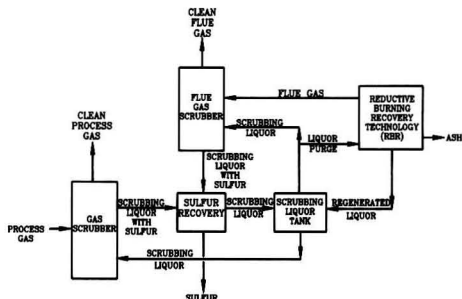 CLEAN
FLUE
GAS
FLUE
GAS
SCRUBBER
FLUE GAS
REDUCTIVE
BURNING
RECOVERY
TECHNOLOGY
(RBR)
ASH
SCRUBBING
LIQUOR
LIQUOR
PURGE
CLEAN
PROCESS
GAS
SCRUBBING
LIQUOR
WITH
SULFUR
GAS
SCRUBBER
SCRUBBING
LIQUOR
WITH
SULFUR
SULFUR
RECOVERY
SCRUBBING
LIQUOR
SCRUBBING
LIQUOR
TANK
REGENERATED
LIQUOR
PROCESS
GAS
SCRUBBING
LIQUOR
SULFUR